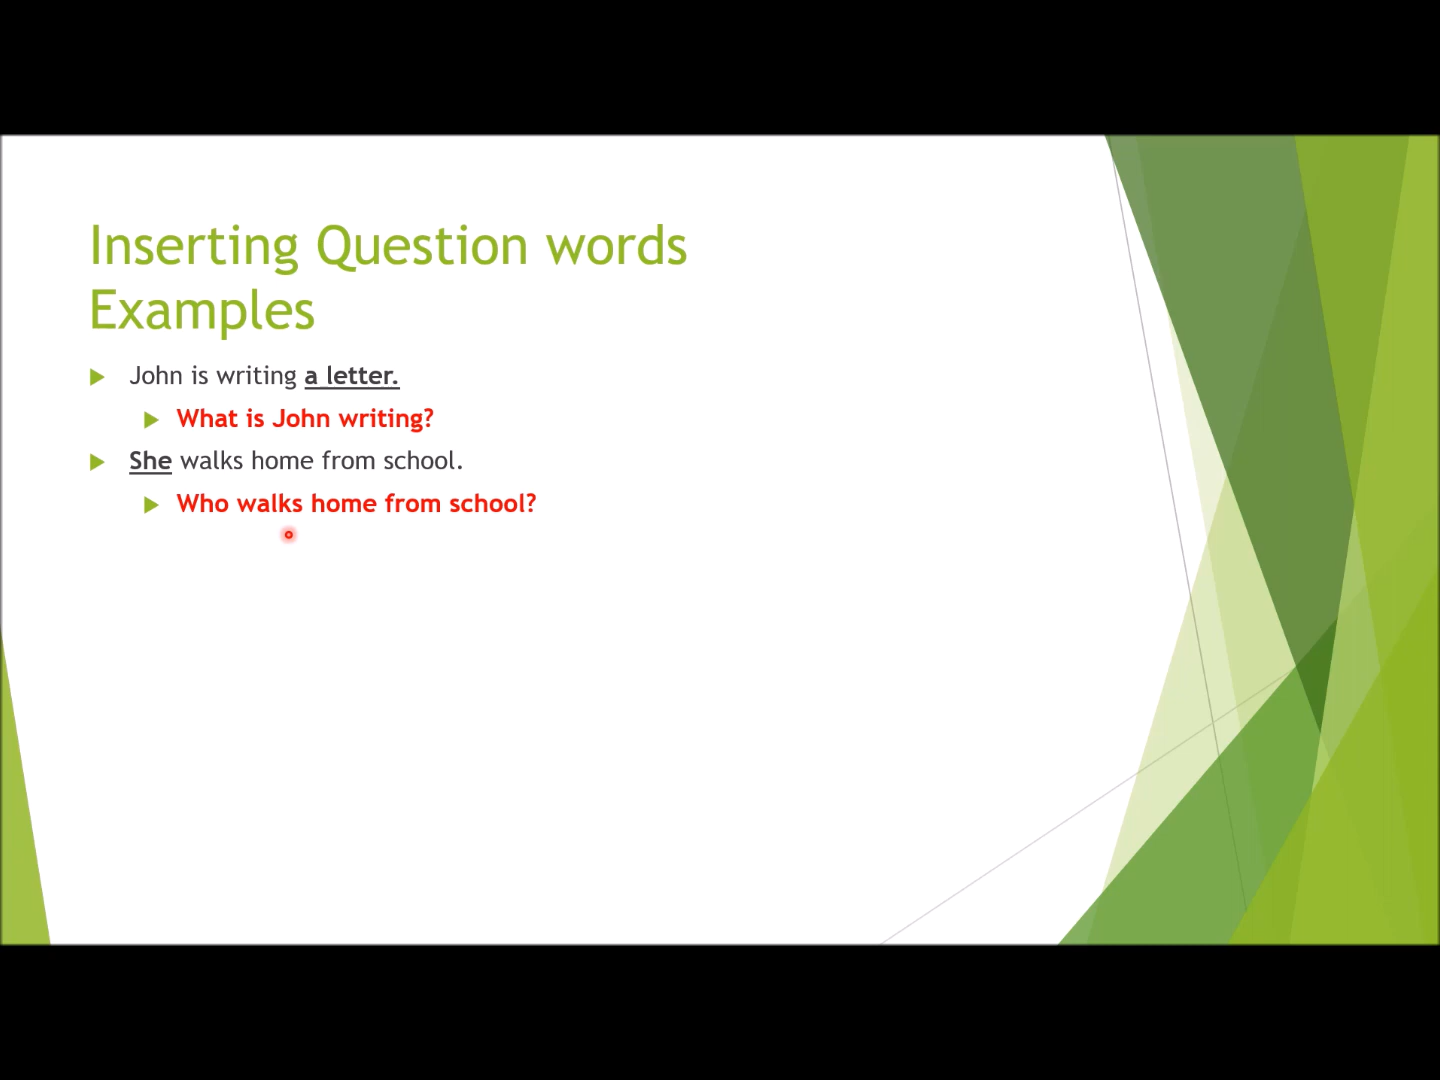 Inserting Question words
Examples
John is writing a letter.
What is John writing?
She walks home from school.
Who walks home from school?